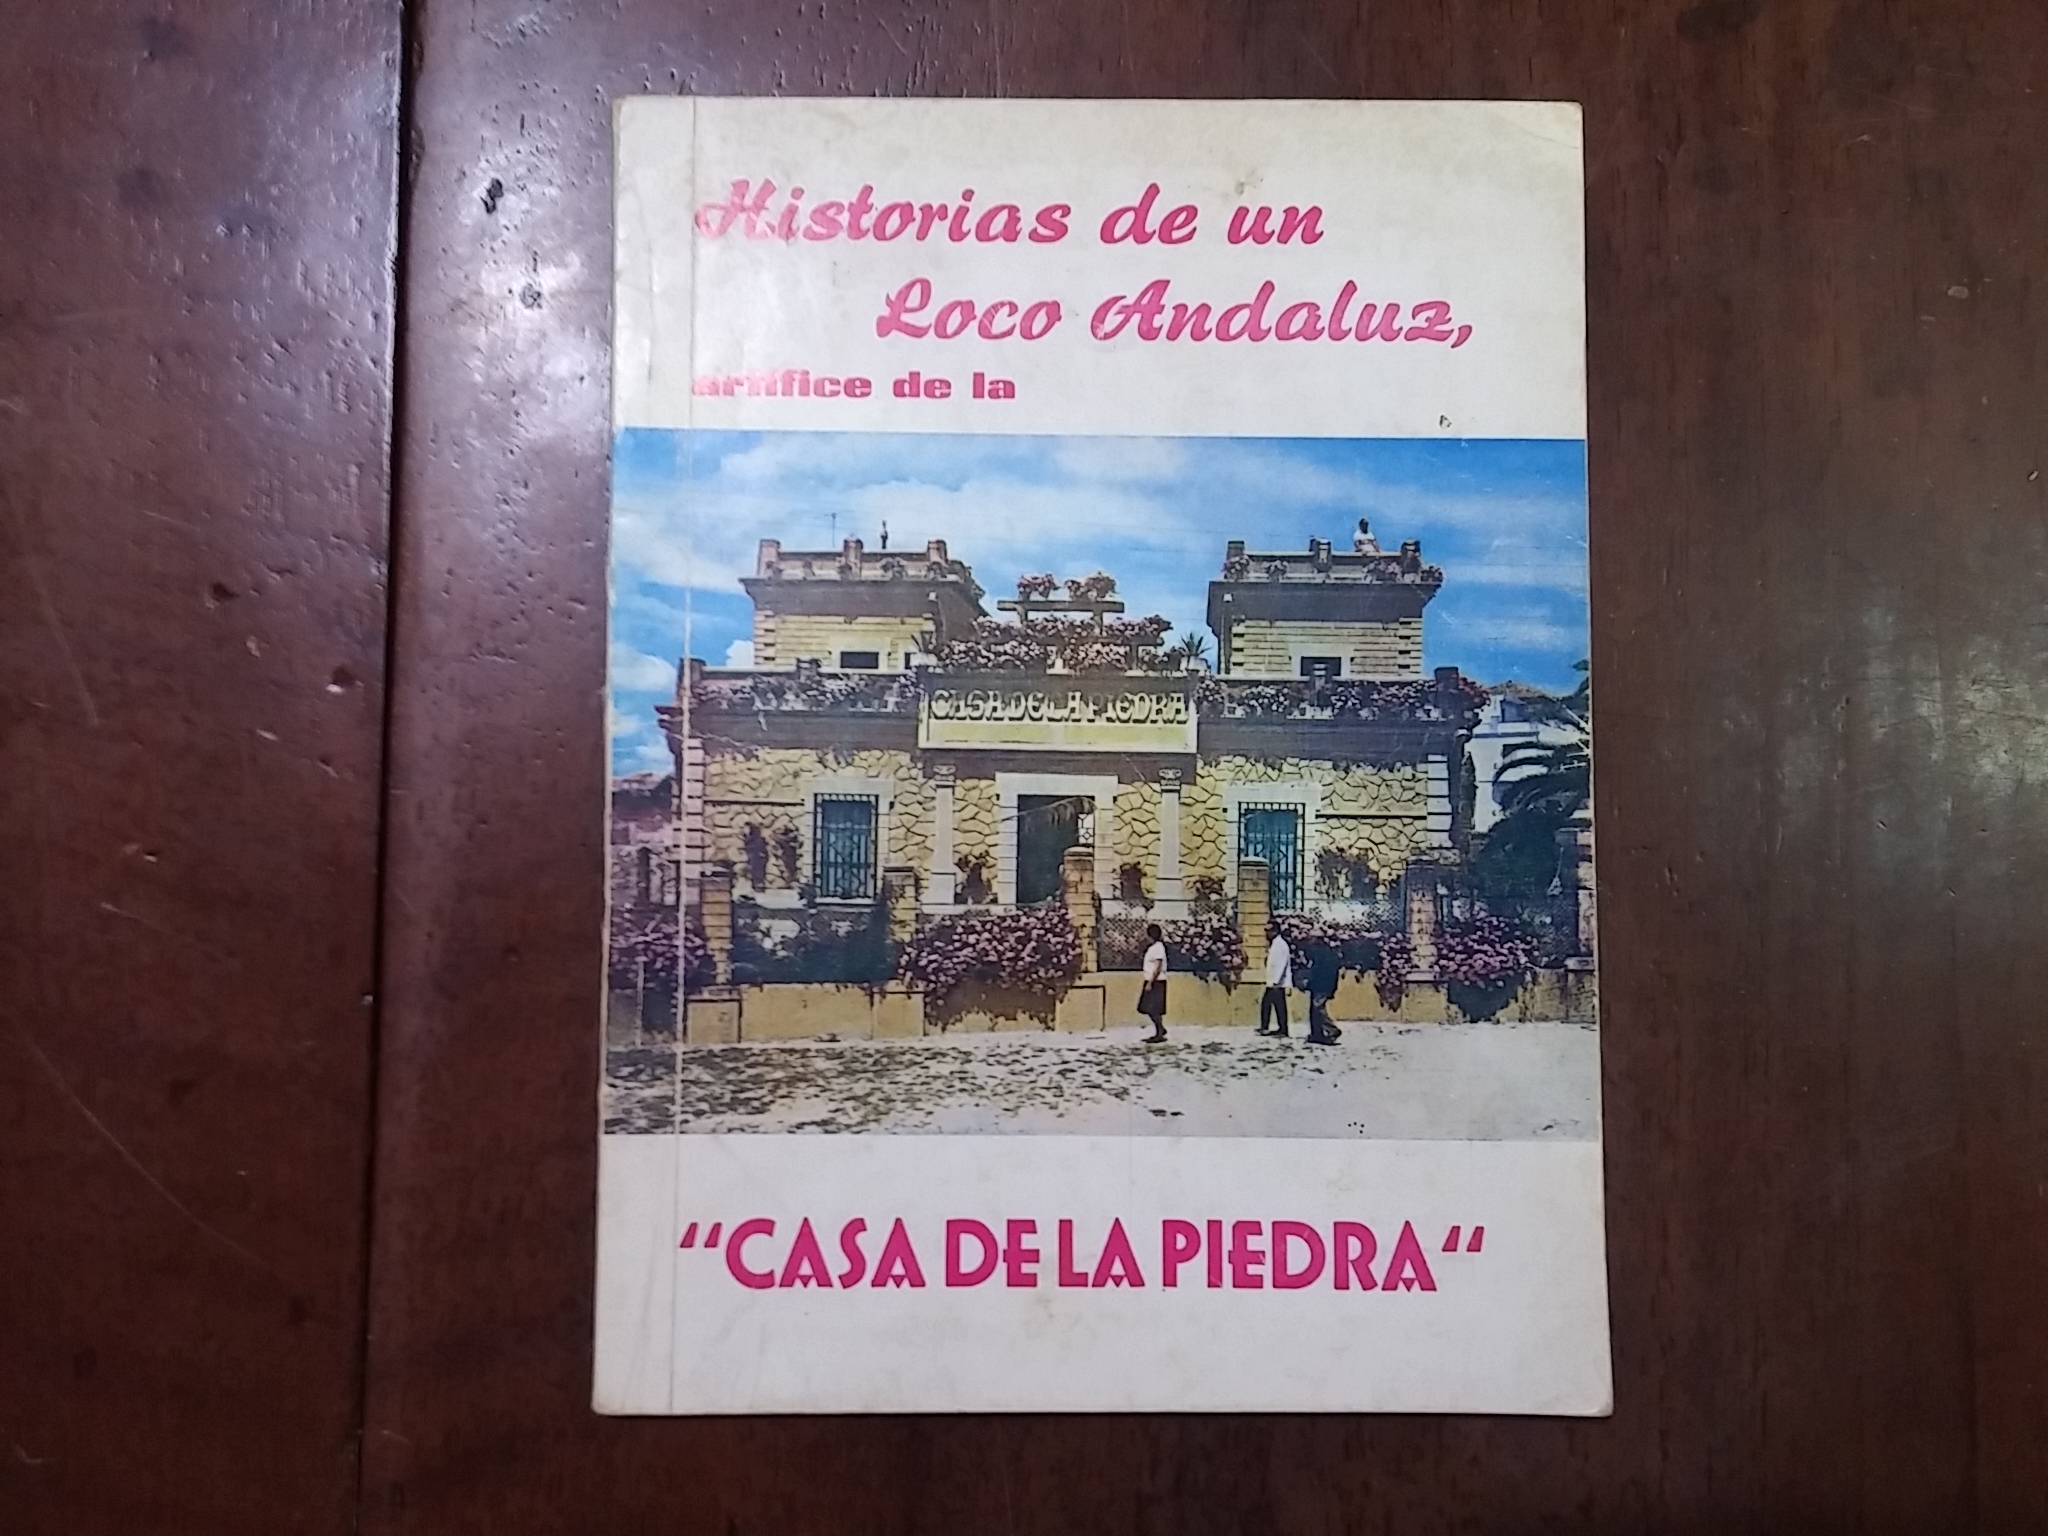 Historias de un
Loco Andaluz,
artífice de la
CASA DE LA PIEDRA
"CASA DE LA PIEDRA"